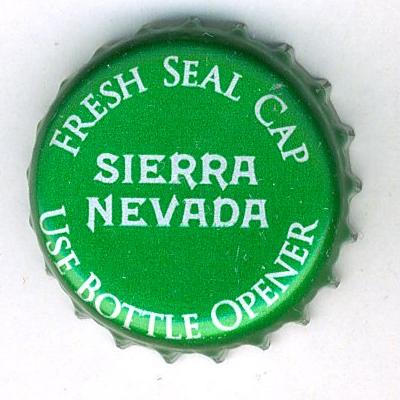 FRESH SEAL CAP
SIERRA
NEVADA
USE BOTTLE OPENER